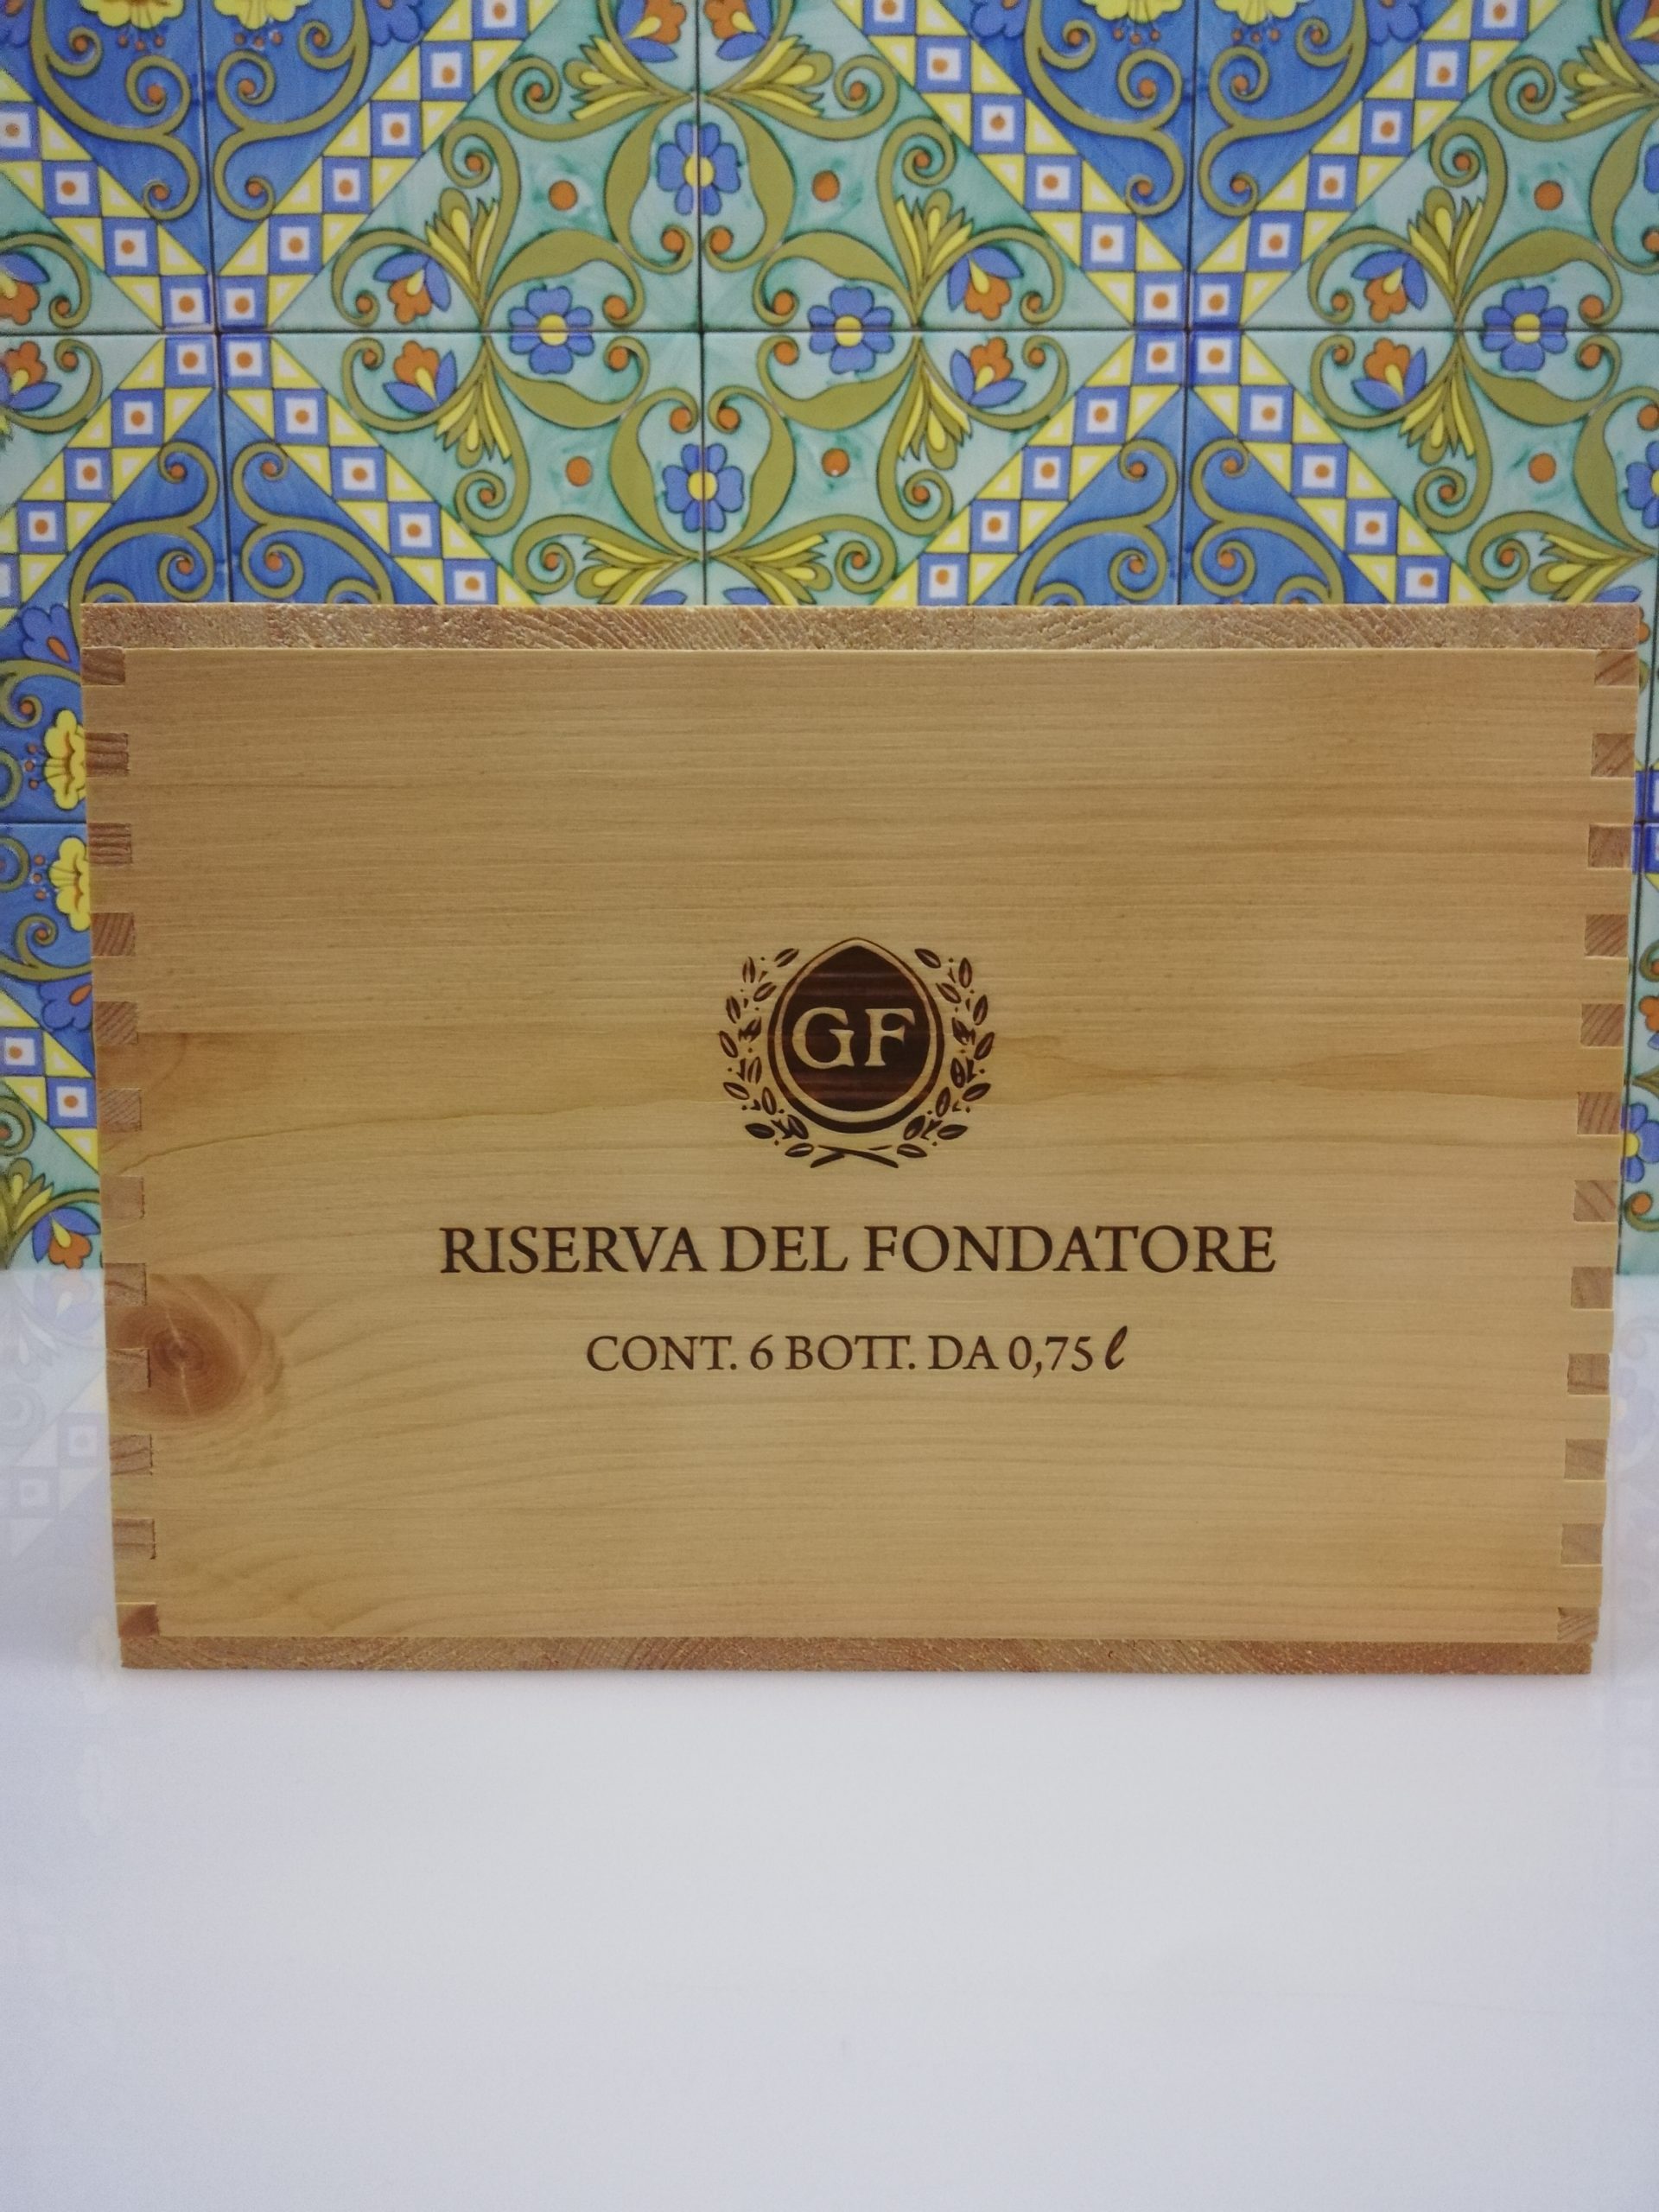 GF
RISERVA DEL FONDATORE
CONT. 6 BOTT. DA 0,75 ℓ